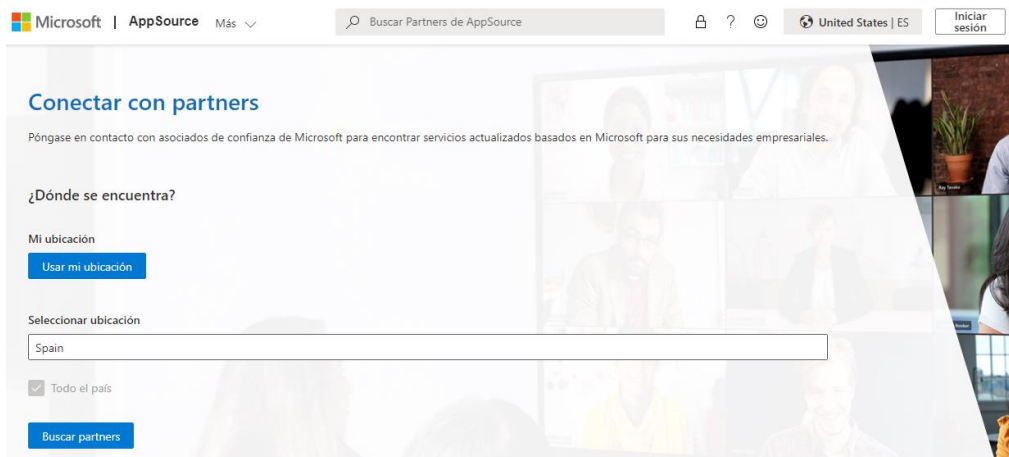 Microsoft | AppSource Más Buscar Partners de AppSource ? United States | ES Iniciar sesión
Conectar con partners
Póngase en contacto con asociados de confianza de Microsoft para encontrar servicios actualizados basados en Microsoft para sus necesidades empresariales.
¿Dónde se encuentra?
Mi ubicación
Usar mi ubicación
Seleccionar ubicación
Spain
Todo el país
Buscar partners